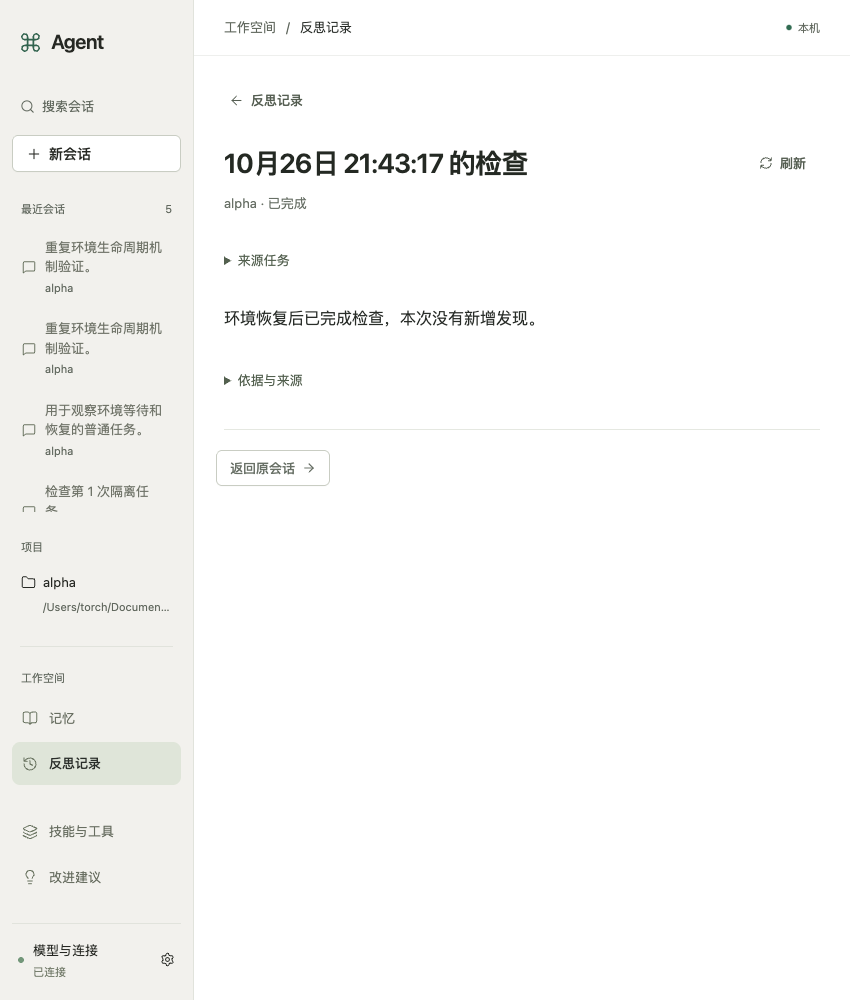 Agent
搜索会话
新会话
最近会话 5
重复环境生命周期机
制验证。
alpha
重复环境生命周期机
制验证。
alpha
用于观察环境等待和
恢复的普通任务。
alpha
检查第 1 次隔离任
务
项目
alpha
/Users/torch/Documen...
工作空间
记忆
反思记录
技能与工具
改进建议
模型与连接
已连接
工作空间 / 反思记录
本机
反思记录
10月26日 21:43:17 的检查
刷新
alpha · 已完成
来源任务
环境恢复后已完成检查，本次没有新增发现。
依据与来源
返回原会话